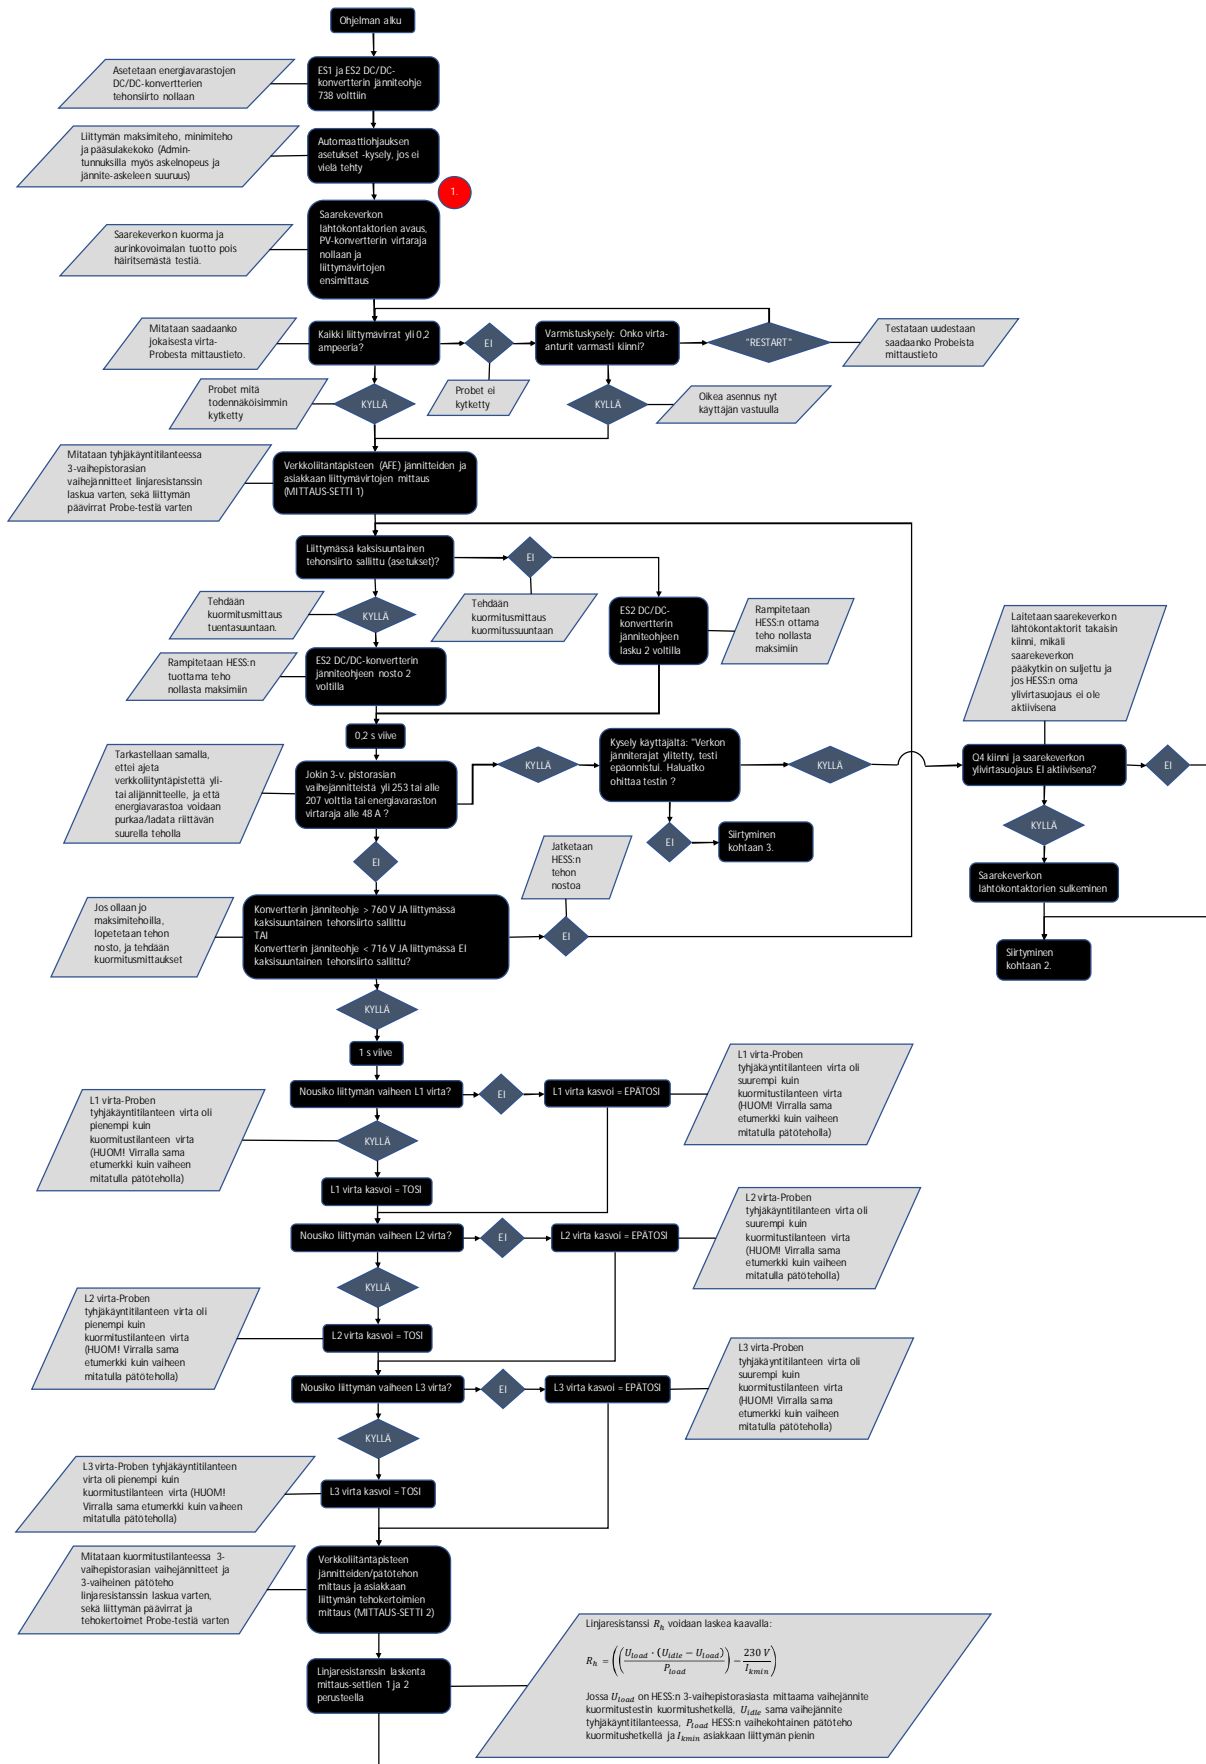 Ohjelman alku
Asetetaan energiavarastojen
DC/DC-konvertterien
tehonsiirto nollaan
ES1 ja ES2 DC/DC-
konvertterin jänniteohje
738 volttiin
Liittymän maksimiteho, minimiteho
ja pääsulakekoko (Admin-
tunnuksilla myös askelnopeus ja
jännite-askeleen suuruus)
Automaattiohjauksen
asetukset -kysely, jos ei
vielä tehty
1.
Saarekeverkon kuorma ja
aurinkovoimalan tuotto pois
häiritsemästä testiä.
Saarekeverkon
lähtökontaktorien avaus,
PV-konvertterin virtaraja
nollaan ja
liittymävirtojen
ensimittaus
Mitataan saadaanko
jokaisesta virta-
Probesta mittaustieto.
Kaikki liittymävirrat yli 0,2
ampeeria?
EI
Varmistuskysely: Onko virta-
anturit varmasti kiinni?
"RESTART"
Testataan uudestaan
saadaanko Probeista
mittaustieto
Probet mitä
todennäköisimmin
kytketty
KYLLÄ
Probet ei
kytketty
KYLLÄ
Oikea asennus nyt
käyttäjän vastuulla
Mitataan tyhjäkäyntitilanteessa
3-vaihepistorasian
vaihejännitteet linjaresistanssin
laskua varten, sekä liittymän
päävirrat Probe-testiä varten
Verkkoliitäntäpisteen (AFE) jännitteiden ja
asiakkaan liittymävirtojen mittaus
(MITTAUS-SETTI 1)
Liittymässä kaksisuuntainen
tehonsiirto sallittu (asetukset)?
EI
Tehdään
kuormitusmittaus
tuentasuuntaan.
KYLLÄ
Tehdään
kuormitusmittaus
kuormitussuuntaan
ES2 DC/DC-
konvertterin
jänniteohjeen
lasku 2 voltilla
Rampitetaan
HESS:n ottama
teho nollasta
maksimiin
Laitetaan saarekeverkon
lähtökontaktorit takaisin
kiinni, mikäli
saarekeverkon
pääkytkin on suljettu ja
jos HESS:n oma
ylivirtasuojaus ei ole
aktiivisena
Rampitetaan HESS:n
tuottama teho
nollasta maksimiin
ES2 DC/DC-konvertterin
jänniteohjeen nosto 2
voltilla
0,2 s viive
Tarkastellaan samalla,
ettei ajeta
verkkoliityntäpistettä yli-
tai alijännitteelle, ja että
energiavarastoa voidaan
purkaa/ladata riittävän
suurella teholla
Jokin 3-v. pistorasian
vaihejännitteistä yli 253 tai alle
207 volttia tai energiavaraston
virtaraja alle 48 A ?
KYLLÄ
Kysely käyttäjältä: "Verkon
jänniterajat ylitetty, testi
epäonnistui. Haluatko
ohittaa testin ?
KYLLÄ
Q4 kiinni ja saarekeverkon
ylivirtasuojaus EI aktiivisena?
EI
EI
EI
Siirtyminen
kohtaan 3.
KYLLÄ
Jatketaan
HESS:n
tehon
nostoa
Saarekeverkon
lähtökontaktorien sulkeminen
Jos ollaan jo
maksimitehoilla,
lopetetaan tehon
nosto, ja tehdään
kuormitusmittaukset
Konvertterin jänniteohje > 760 V JA liittymässä
kaksisuuntainen tehonsiirto sallittu
TAI
Konvertterin jänniteohje < 716 V JA liittymässä EI
kaksisuuntainen tehonsiirto sallittu?
EI
Siirtyminen
kohtaan 2.
KYLLÄ
1 s viive
L1 virta-Proben
tyhjäkäyntitilanteen virta oli
pienempi kuin
kuormitustilanteen virta
(HUOM! Virralla sama
etumerkki kuin vaiheen
mitatulla pätöteholla)
Nousiko liittymän vaiheen L1 virta?
EI
L1 virta kasvoi = EPÄTOSI
L1 virta-Proben
tyhjäkäyntitilanteen virta oli
suurempi kuin
kuormitustilanteen virta
(HUOM! Virralla sama
etumerkki kuin vaiheen
mitatulla pätöteholla)
KYLLÄ
L1 virta kasvoi = TOSI
Nousiko liittymän vaiheen L2 virta?
EI
L2 virta kasvoi = EPÄTOSI
L2 virta-Proben
tyhjäkäyntitilanteen virta oli
suurempi kuin
kuormitustilanteen virta
(HUOM! Virralla sama
etumerkki kuin vaiheen
mitatulla pätöteholla)
KYLLÄ
L2 virta-Proben
tyhjäkäyntitilanteen virta oli
pienempi kuin
kuormitustilanteen virta
(HUOM! Virralla sama
etumerkki kuin vaiheen
mitatulla pätöteholla)
L2 virta kasvoi = TOSI
Nousiko liittymän vaiheen L3 virta?
EI
L3 virta kasvoi = EPÄTOSI
L3 virta-Proben
tyhjäkäyntitilanteen virta oli
suurempi kuin
kuormitustilanteen virta
(HUOM! Virralla sama
etumerkki kuin vaiheen
mitatulla pätöteholla)
KYLLÄ
L3 virta-Proben tyhjäkäyntitilanteen
virta oli pienempi kuin
kuormitustilanteen virta (HUOM!
Virralla sama etumerkki kuin vaiheen
mitatulla pätöteholla)
L3 virta kasvoi = TOSI
Mitataan kuormitustilanteessa 3-
vaihepistorasian vaihejännitteet ja
3-vaiheinen pätöteho
linjaresistanssin laskua varten,
sekä liittymän päävirrat ja
tehokertoimet Probe-testiä varten
Verkkoliitäntäpisteen
jännitteiden/pätötehon
mittaus ja asiakkaan
liittymän tehokertoimien
mittaus (MITTAUS-SETTI 2)
Linjaresistanssin laskenta
mittaus-settien 1 ja 2
perusteella
Linjaresistanssi R_h voidaan laskea kaavalla:
R_h = ((U_load · (U_idle − U_load) / P_load) − 230 V / I_kmin)
Jossa U_load on HESS:n 3-vaihepistorasiasta mittaama vaihejännite
kuormitustestin kuormitushetkellä, U_idle sama vaihejännite
tyhjäkäyntitilanteessa, P_load HESS:n vaihekohtainen pätöteho
kuormitushetkellä ja I_kmin asiakkaan liittymän pienin